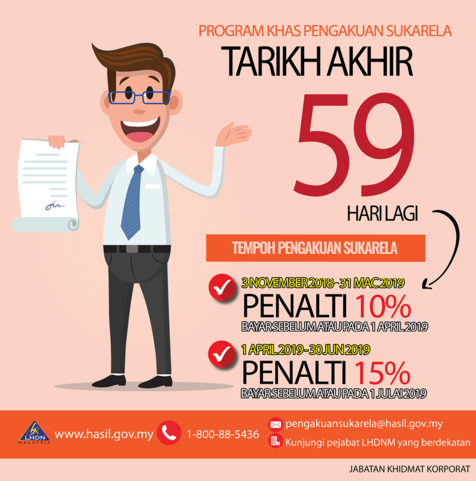 PROGRAM KHAS PENGAKUAN SUKARELA
TARIKH AKHIR
59
HARI LAGI
TEMPOH PENGAKUAN SUKARELA
3 NOVEMBER 2018-31 MAC 2019
PENALTI 10%
BAYAR SEBELUM ATAU PADA 1 APRIL 2019
1 APRIL 2019-30 JUN 2019
PENALTI 15%
BAYAR SEBELUM ATAU PADA 1 JULAI 2019
LHDN
MALAYSIA
www.hasil.gov.my
1-800-88-5436
pengakuansukarela@hasil.gov.my
Kunjungi pejabat LHDNM yang berdekatan
JABATAN KHIDMAT KORPORAT